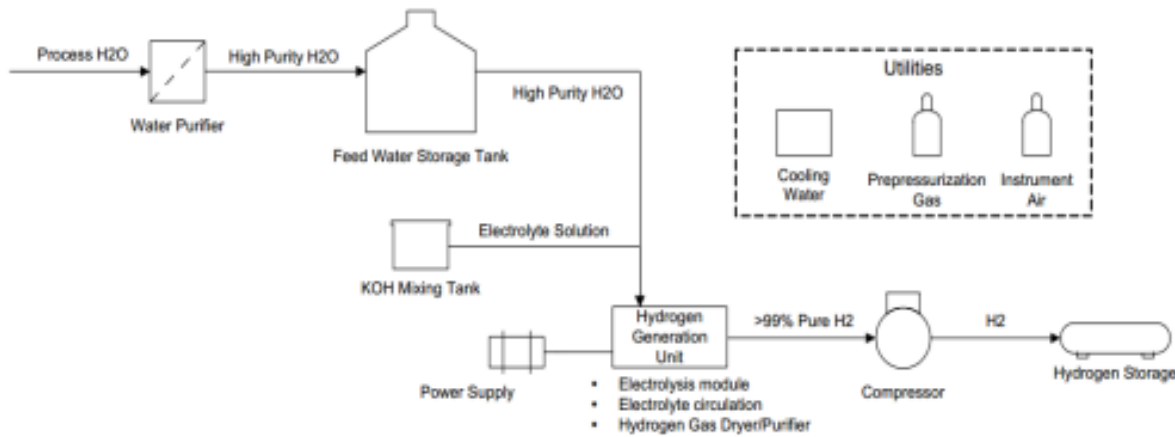 Process H2O
High Purity H2O
Water Purifier
Feed Water Storage Tank
High Purity H2O
Utilities
Cooling
Water
Prepressurization
Gas
Instrument
Air
Electrolyte Solution
KOH Mixing Tank
Hydrogen
Generation
Unit
>99% Pure H2
H2
Power Supply
Compressor
Hydrogen Storage
▪ Electrolysis module
▪ Electrolyte circulation
▪ Hydrogen Gas Dryer/Purifier